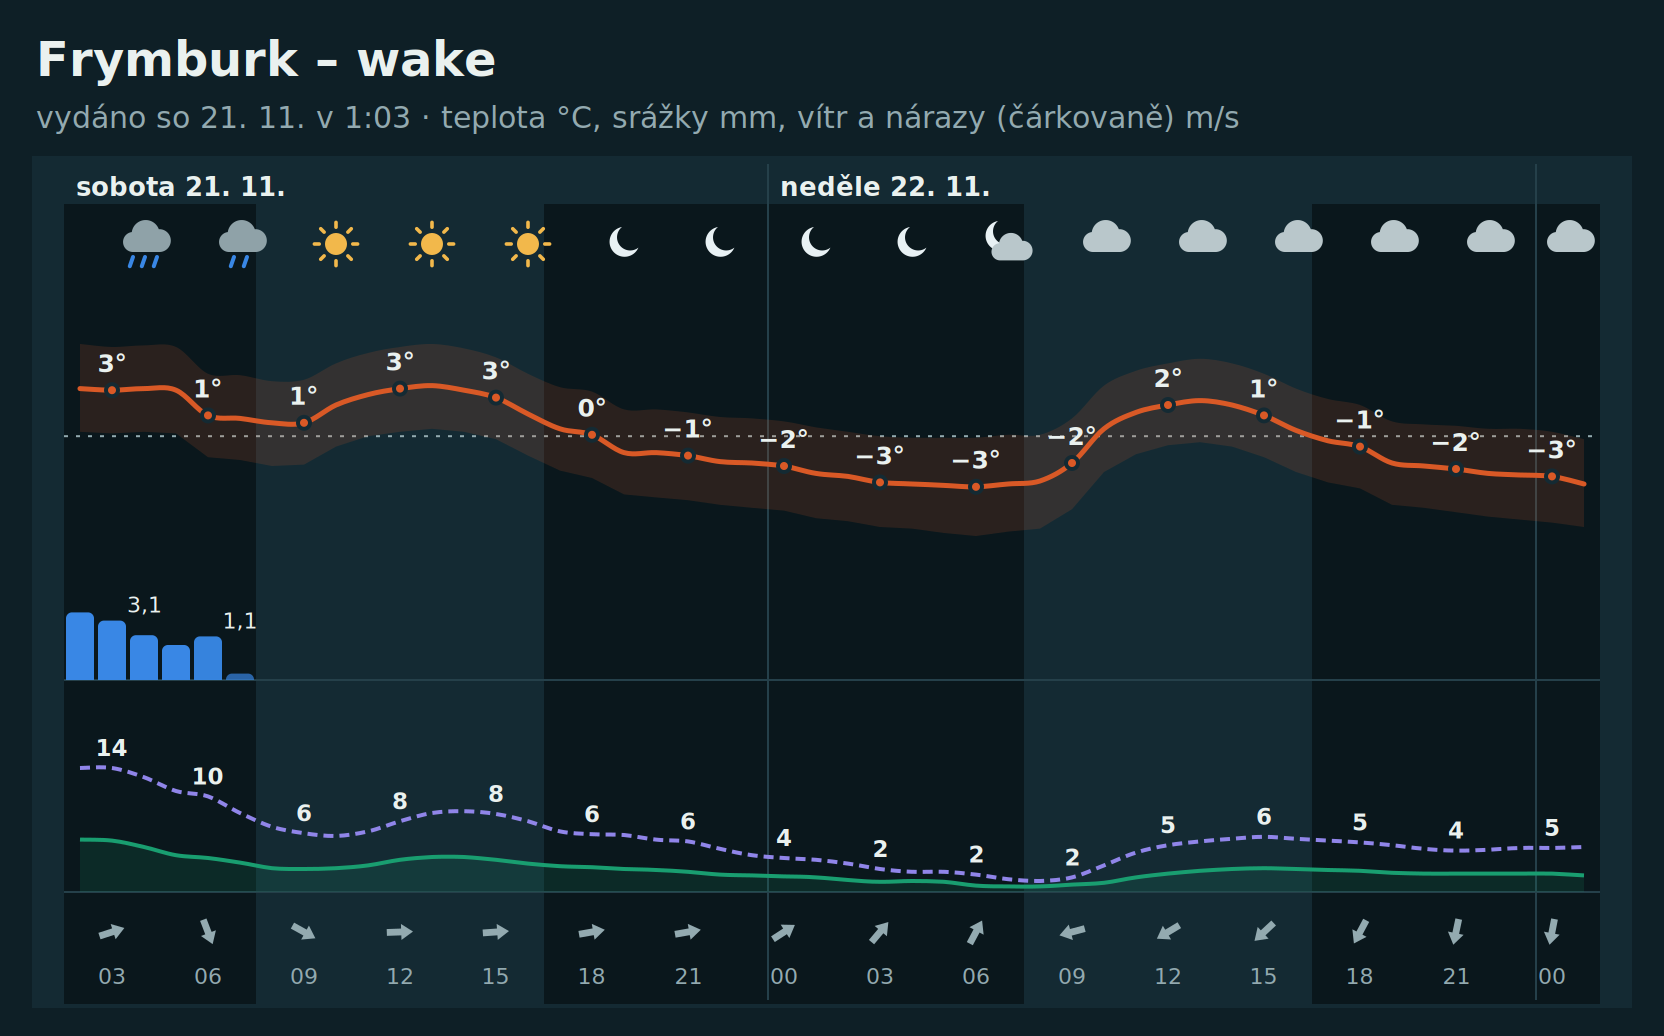 Frymburk – wake
vydáno so 21. 11. v 1:03 · teplota °C, srážky mm, vítr a nárazy (čárkovaně) m/s
sobota 21. 11.
neděle 22. 11.
3° 1° 1° 3° 3° 0° −1° −2° −3° −3° −2° 2° 1° −1° −2° −3°
3,1 1,1
14 10 6 8 8 6 6 4 2 2 2 5 6 5 4 5
03 06 09 12 15 18 21 00 03 06 09 12 15 18 21 00